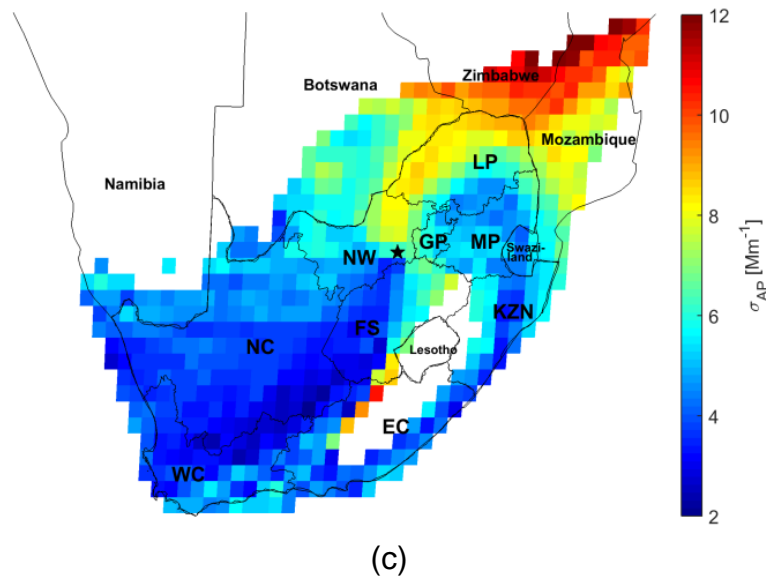 12
Zimbabwe
Botswana
10
Mozambique
LP
Namibia
8
GP
MP
NW
Swazi-
land
σAP [Mm-1]
6
KZN
FS
NC
Lesotho
4
EC
WC
2
(c)